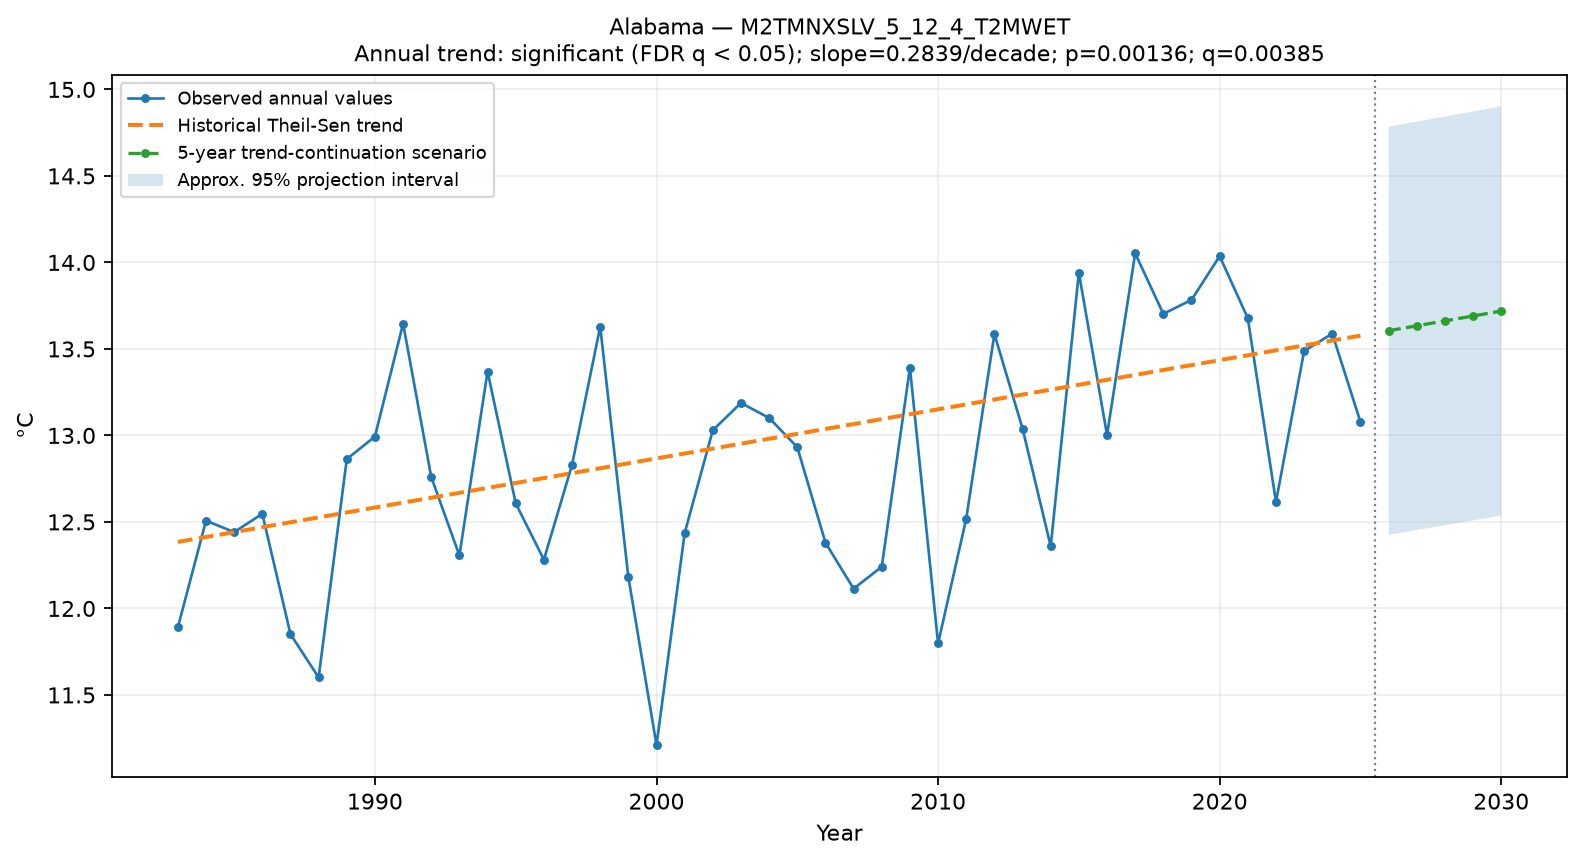 Alabama — M2TMNXSLV_5_12_4_T2MWET
Annual trend: significant (FDR q < 0.05); slope=0.2839/decade; p=0.00136; q=0.00385
Observed annual values
Historical Theil-Sen trend
5-year trend-continuation scenario
Approx. 95% projection interval
15.0
14.5
14.0
13.5
13.0
12.5
12.0
11.5
°C
1990
2000
2010
2020
2030
Year